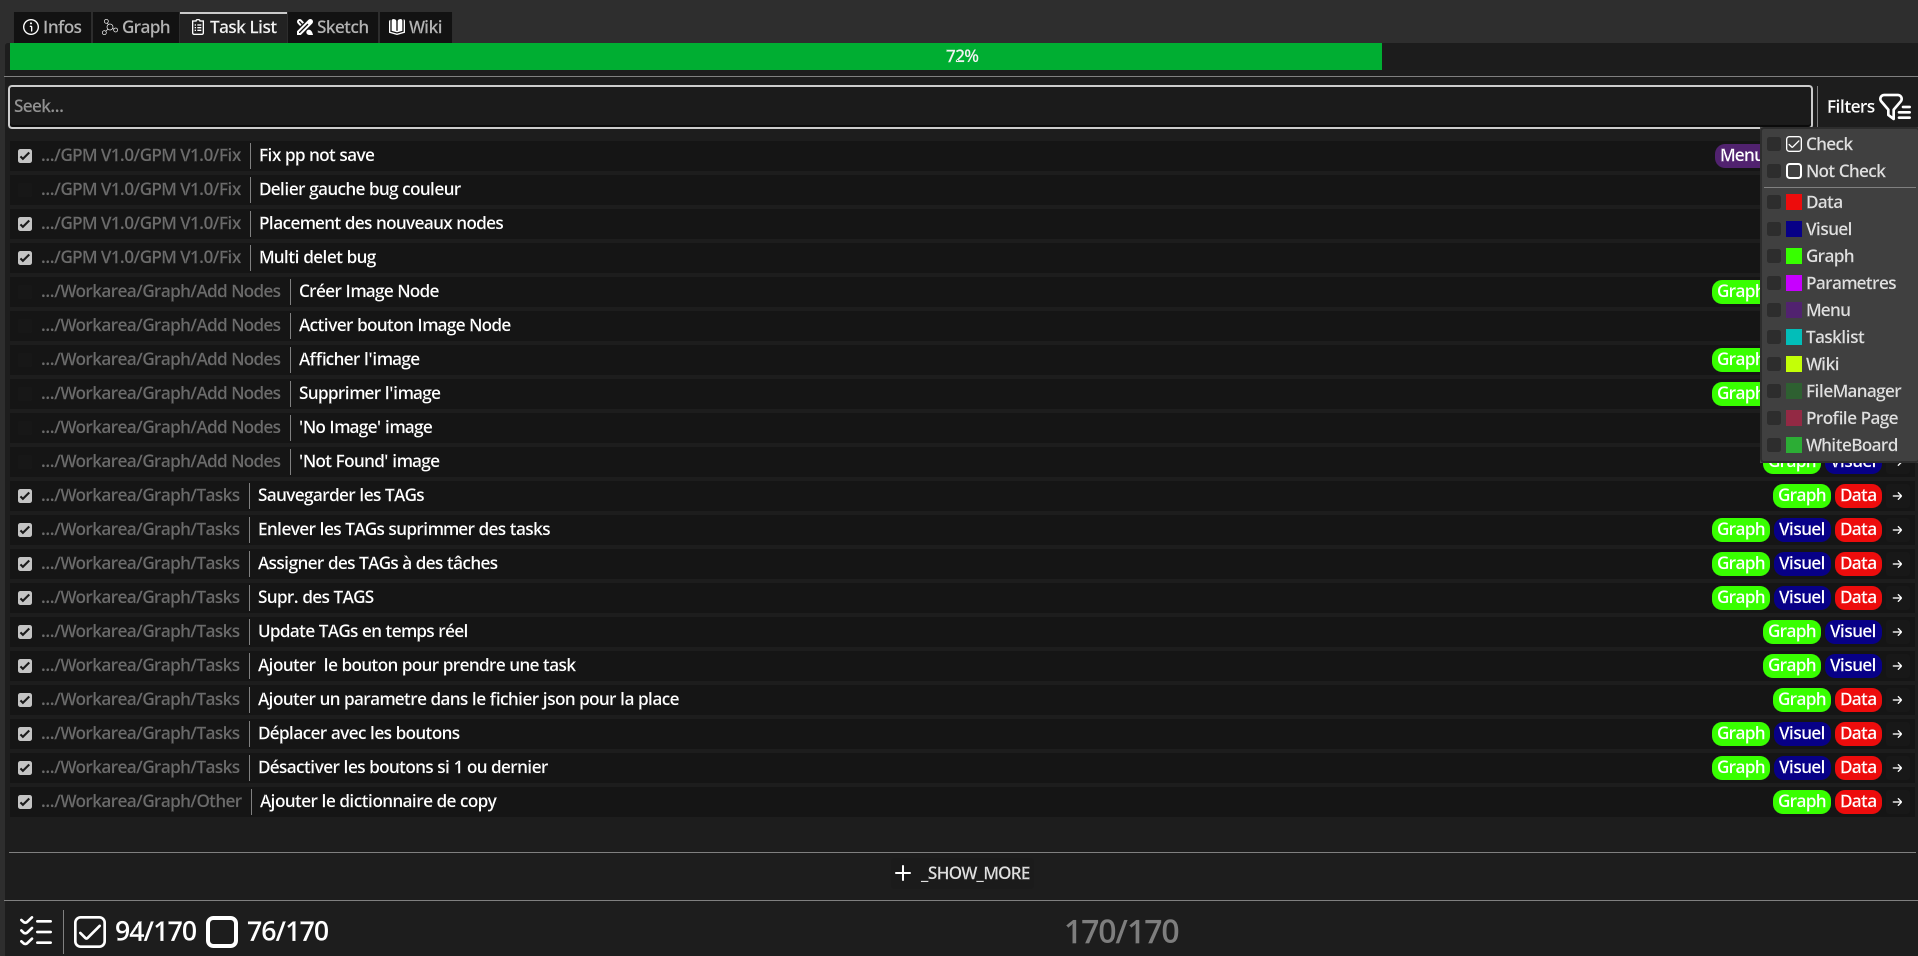 Infos Graph Task List Sketch Wiki
72%
Seek...
Filters
Check
Not Check
Data
Visuel
Graph
Parametres
Menu
Tasklist
Wiki
FileManager
Profile Page
WhiteBoard
.../GPM V1.0/GPM V1.0/Fix Fix pp not save Menu
.../GPM V1.0/GPM V1.0/Fix Delier gauche bug couleur
.../GPM V1.0/GPM V1.0/Fix Placement des nouveaux nodes
.../GPM V1.0/GPM V1.0/Fix Multi delet bug
.../Workarea/Graph/Add Nodes Créer Image Node Graph
.../Workarea/Graph/Add Nodes Activer bouton Image Node
.../Workarea/Graph/Add Nodes Afficher l'image Graph
.../Workarea/Graph/Add Nodes Supprimer l'image Graph
.../Workarea/Graph/Add Nodes 'No Image' image
.../Workarea/Graph/Add Nodes 'Not Found' image Graph Visuel →
.../Workarea/Graph/Tasks Sauvegarder les TAGs Graph Data →
.../Workarea/Graph/Tasks Enlever les TAGs suprimmer des tasks Graph Visuel Data →
.../Workarea/Graph/Tasks Assigner des TAGs à des tâches Graph Visuel Data →
.../Workarea/Graph/Tasks Supr. des TAGS Graph Visuel Data →
.../Workarea/Graph/Tasks Update TAGs en temps réel Graph Visuel →
.../Workarea/Graph/Tasks Ajouter  le bouton pour prendre une task Graph Visuel →
.../Workarea/Graph/Tasks Ajouter un parametre dans le fichier json pour la place Graph Data →
.../Workarea/Graph/Tasks Déplacer avec les boutons Graph Visuel Data →
.../Workarea/Graph/Tasks Désactiver les boutons si 1 ou dernier Graph Visuel Data →
.../Workarea/Graph/Other Ajouter le dictionnaire de copy Graph Data →
+ _SHOW_MORE
94/170 76/170 170/170